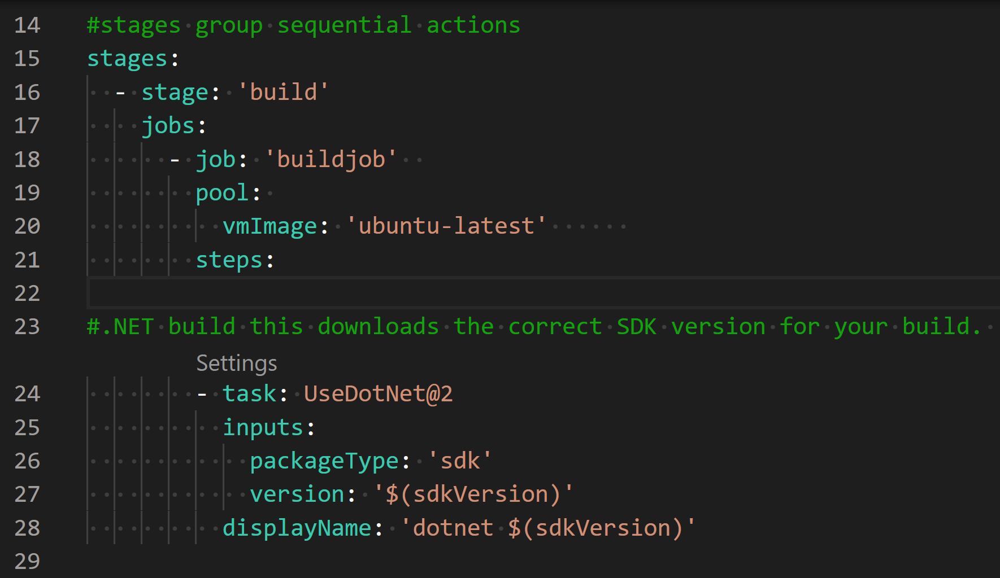 14 #stages group sequential actions
15 stages:
16   - stage: 'build'
17     jobs:
18       - job: 'buildjob'
19         pool:
20           vmImage: 'ubuntu-latest'
21         steps:
22
23 #.NET build this downloads the correct SDK version for your build.
Settings
24         - task: UseDotNet@2
25           inputs:
26             packageType: 'sdk'
27             version: '$(sdkVersion)'
28           displayName: 'dotnet $(sdkVersion)'
29